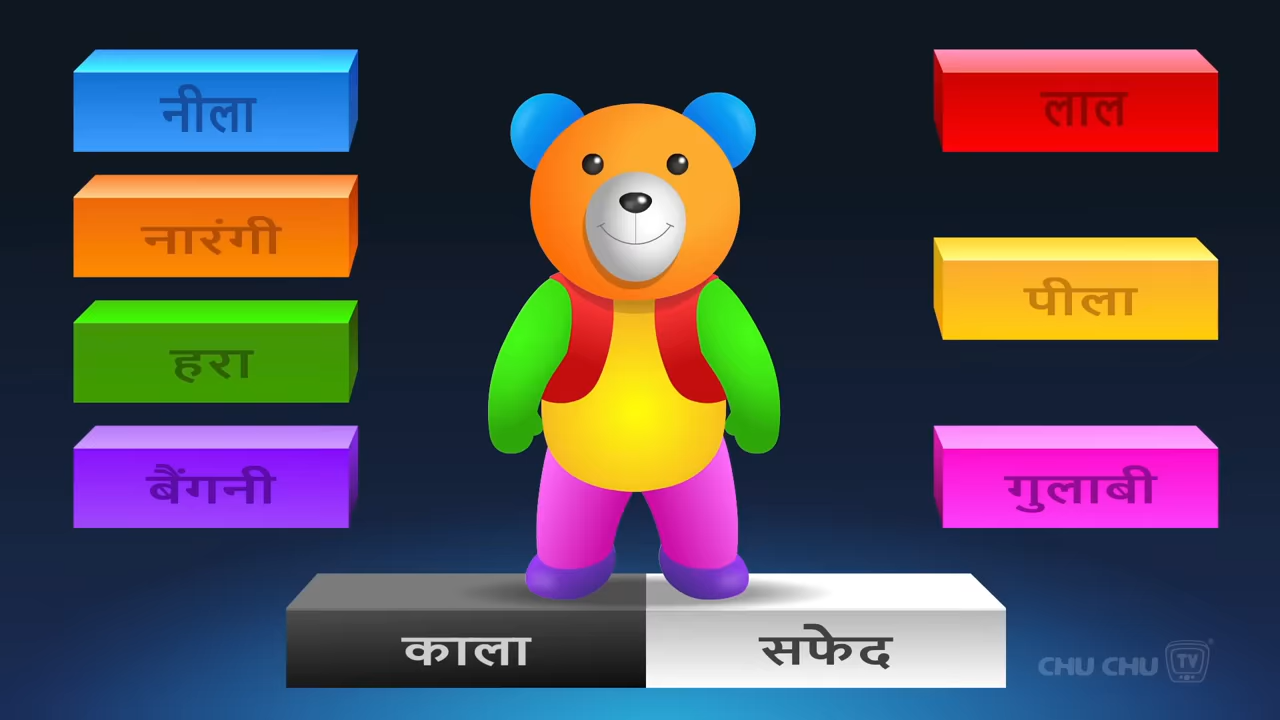 नीला
नारंगी
हरा
बैंगनी
लाल
पीला
गुलाबी
काला
सफेद
CHU CHU TV